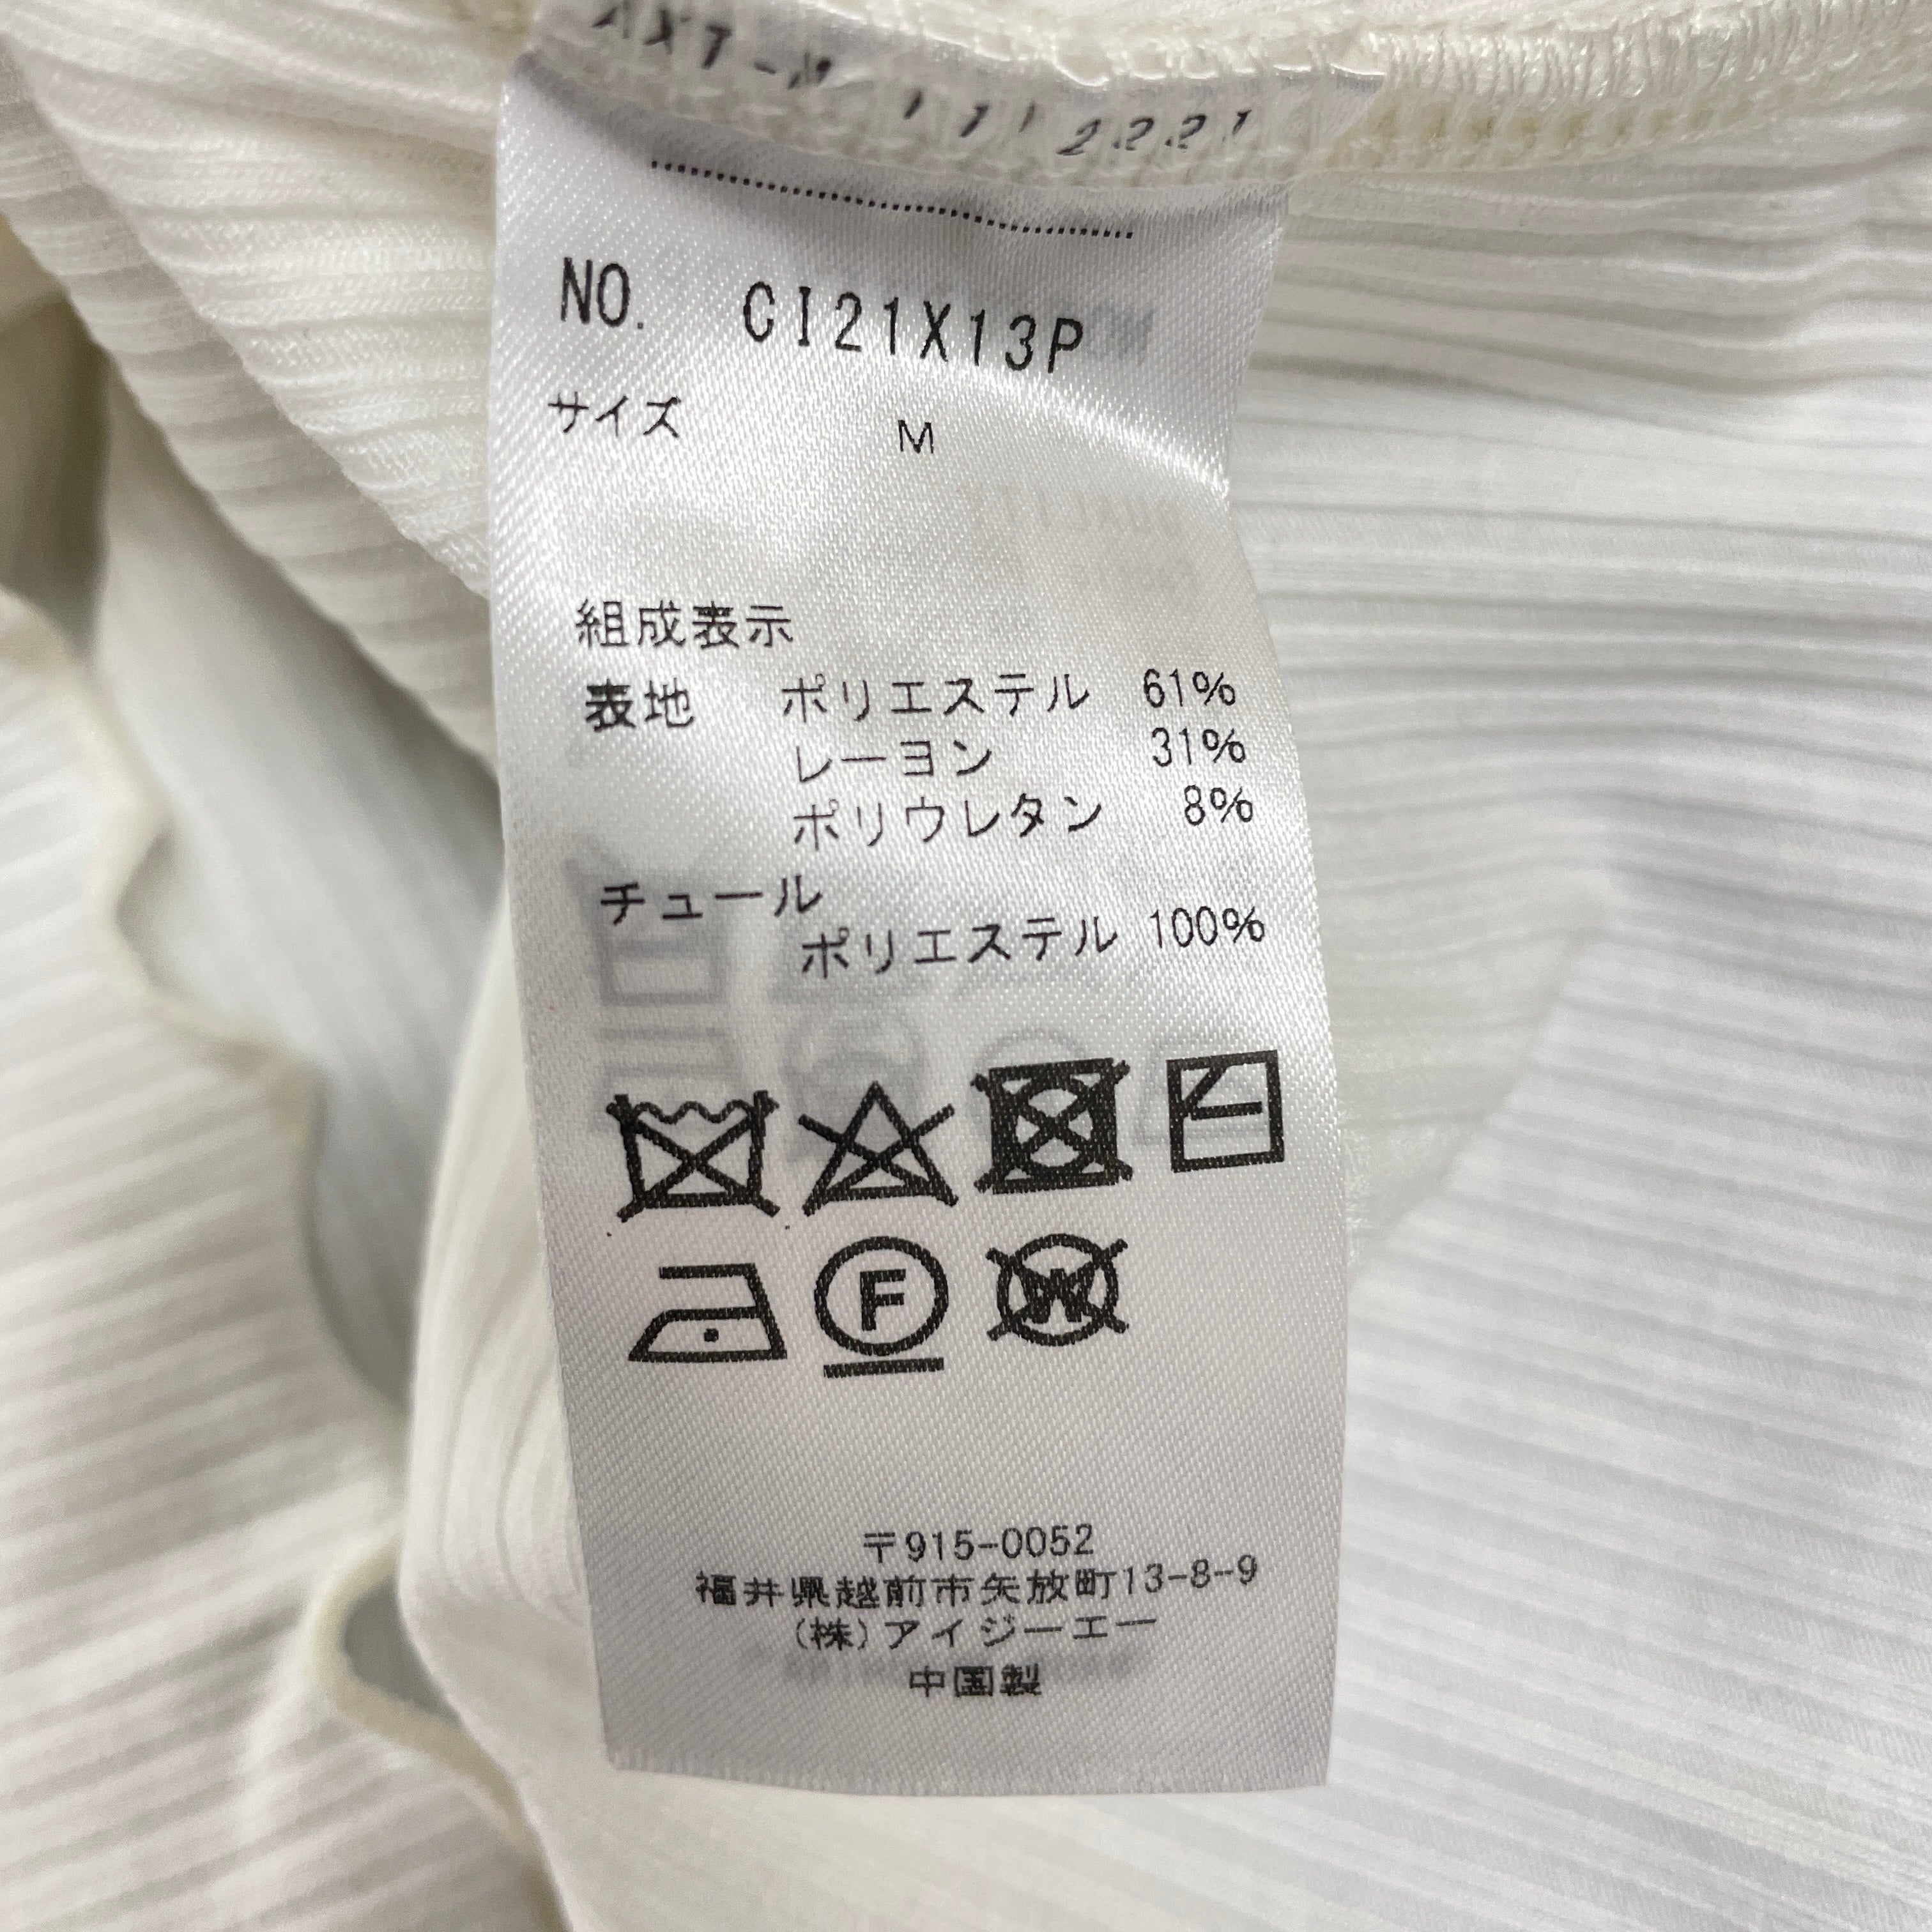 2221
NO. CI21X13P
サイズ M
組成表示
表地 ポリエステル 61%
レーヨン 31%
ポリウレタン 8%
チュール
ポリエステル 100%
F
W
〒915-0052
福井県越前市矢放町13-8-9
(株)アイジーエー
中国製